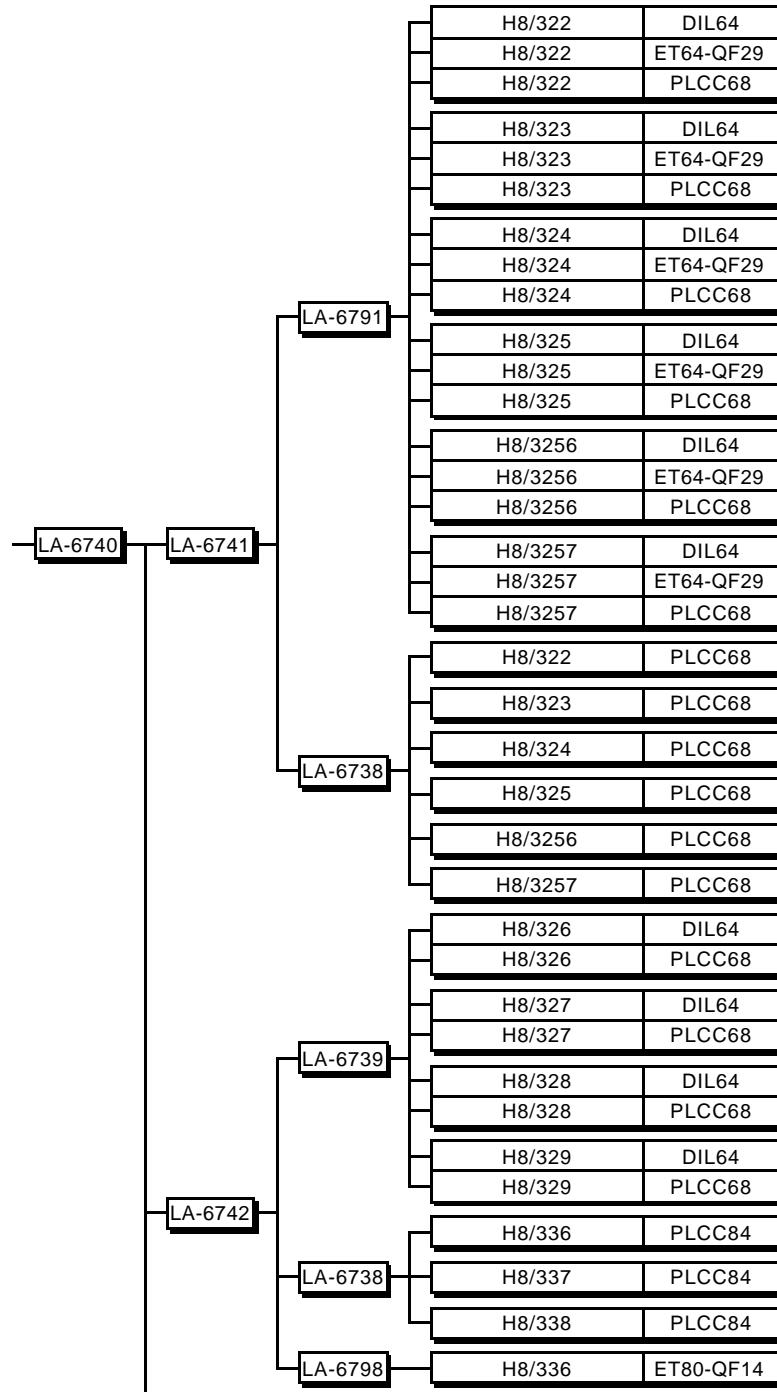 H8/322 DIL64
H8/322 ET64-QF29
H8/322 PLCC68
H8/323 DIL64
H8/323 ET64-QF29
H8/323 PLCC68
H8/324 DIL64
H8/324 ET64-QF29
H8/324 PLCC68
LA-6791
H8/325 DIL64
H8/325 ET64-QF29
H8/325 PLCC68
H8/3256 DIL64
H8/3256 ET64-QF29
H8/3256 PLCC68
LA-6740 LA-6741
H8/3257 DIL64
H8/3257 ET64-QF29
H8/3257 PLCC68
H8/322 PLCC68
H8/323 PLCC68
H8/324 PLCC68
LA-6738
H8/325 PLCC68
H8/3256 PLCC68
H8/3257 PLCC68
H8/326 DIL64
H8/326 PLCC68
H8/327 DIL64
H8/327 PLCC68
LA-6739
H8/328 DIL64
H8/328 PLCC68
H8/329 DIL64
H8/329 PLCC68
LA-6742
H8/336 PLCC84
LA-6738 H8/337 PLCC84
H8/338 PLCC84
LA-6798 H8/336 ET80-QF14